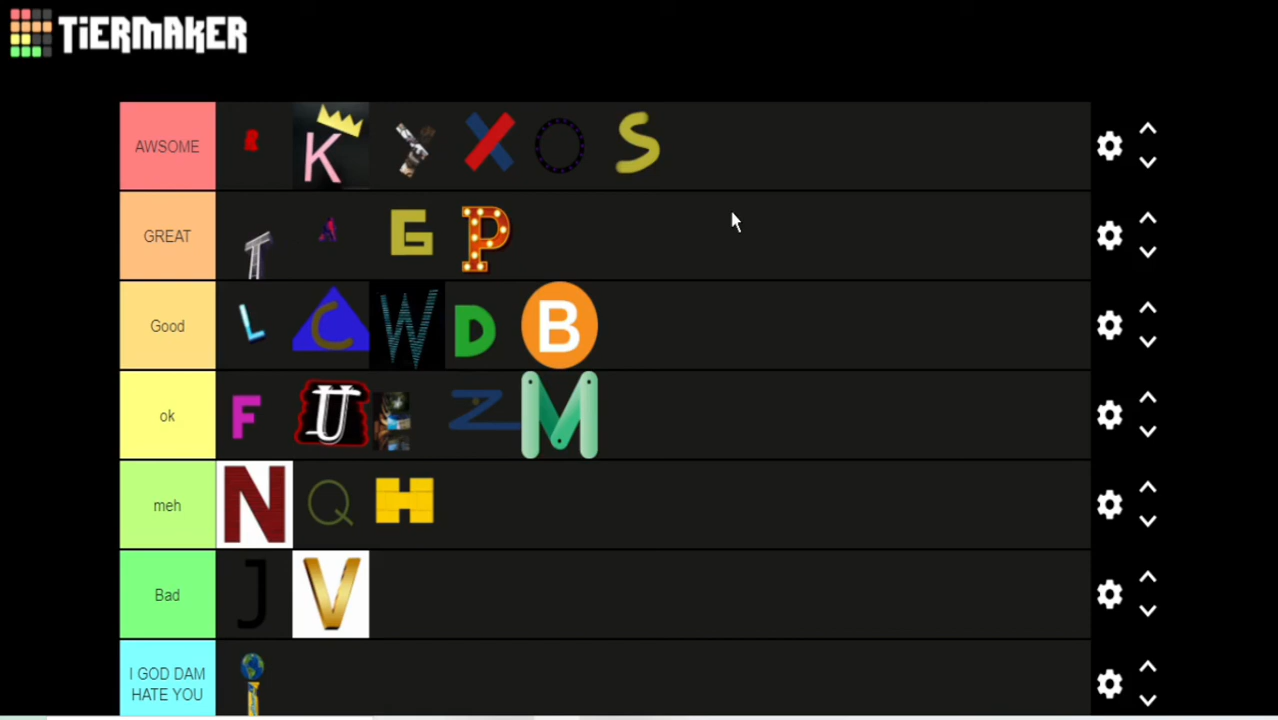 TIERMAKER
AWSOME R K Y X O S
GREAT T A G P
Good L C W D B
ok F U E Z M
meh N Q H
Bad J V
I GOD DAM
HATE YOU